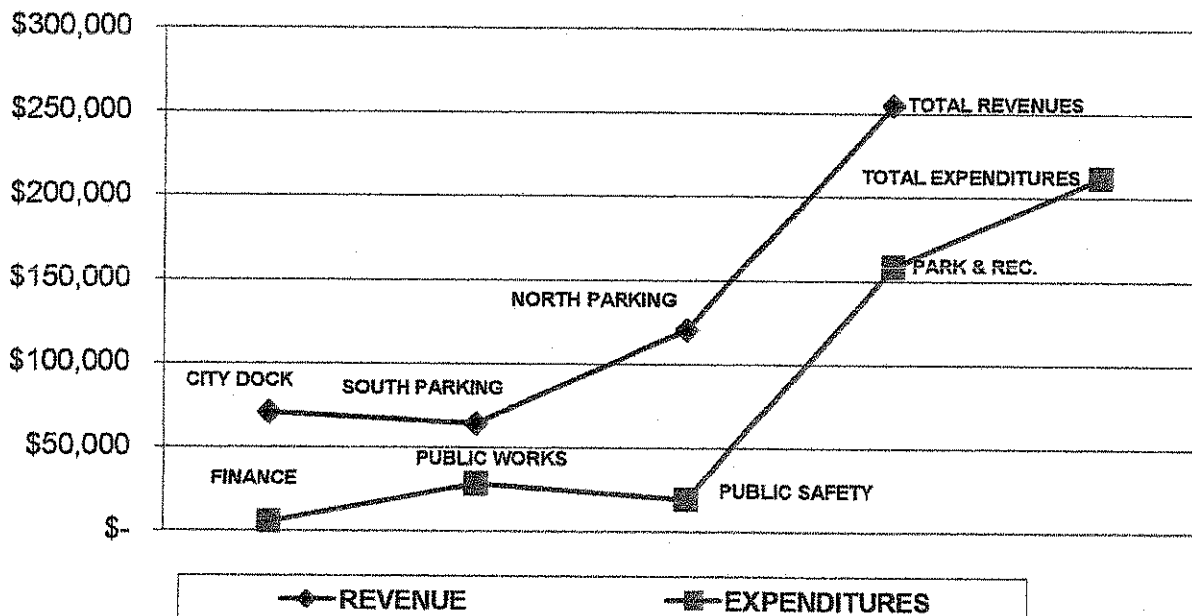 $300,000
$250,000
TOTAL REVENUES
$200,000
TOTAL EXPENDITURES
$150,000
PARK & REC.
NORTH PARKING
$100,000
CITY DOCK
SOUTH PARKING
$50,000
PUBLIC WORKS
FINANCE
PUBLIC SAFETY
$-
REVENUE EXPENDITURES